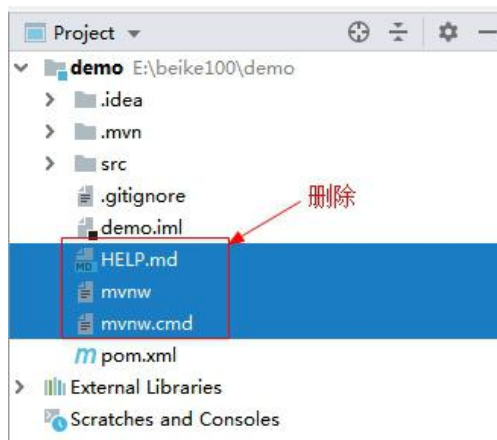 Project
demo E:\beike100\demo
.idea
.mvn
src
.gitignore
删除
demo.iml
HELP.md
mvnw
mvnw.cmd
pom.xml
External Libraries
Scratches and Consoles